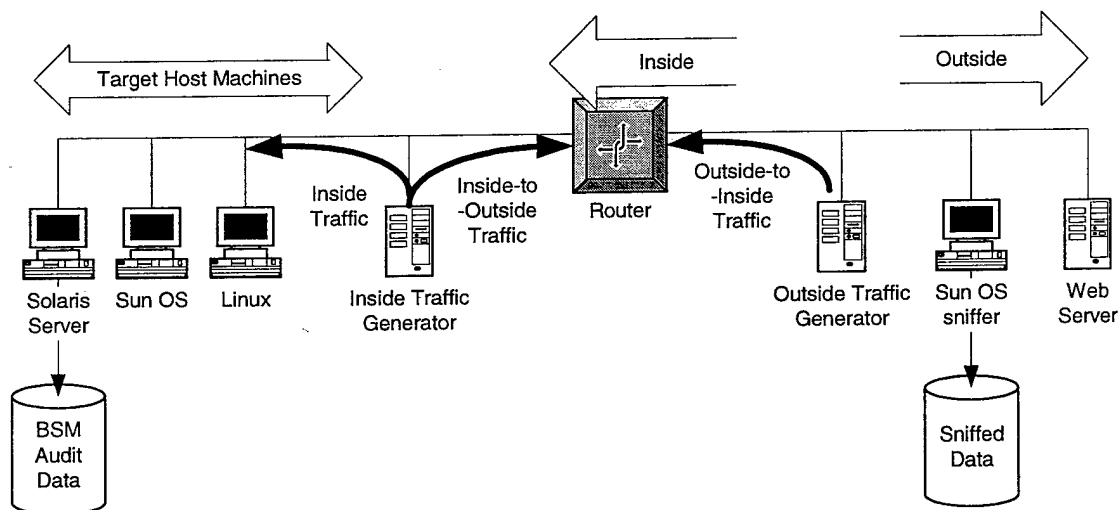 Target Host Machines
Inside
Outside
Inside
Traffic
Inside-to
-Outside
Traffic
Router
Outside-to
-Inside
Traffic
Solaris
Server
Sun OS
Linux
Inside Traffic
Generator
Outside Traffic
Generator
Sun OS
sniffer
Web
Server
BSM
Audit
Data
Sniffed
Data